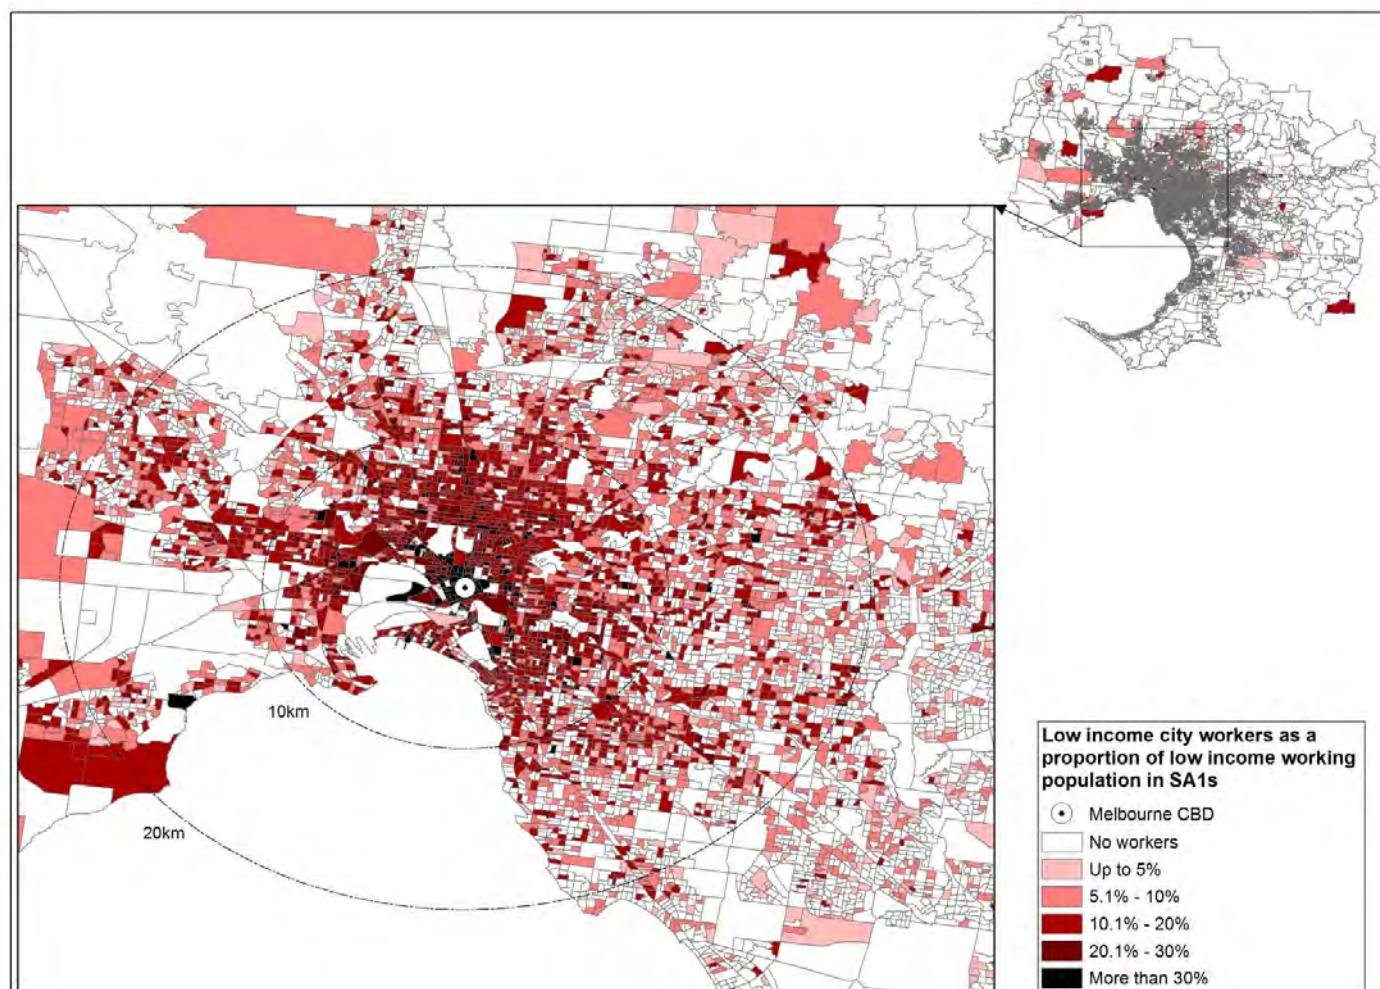 10km
20km
Low income city workers as a
proportion of low income working
population in SA1s
Melbourne CBD
No workers
Up to 5%
5.1% - 10%
10.1% - 20%
20.1% - 30%
More than 30%